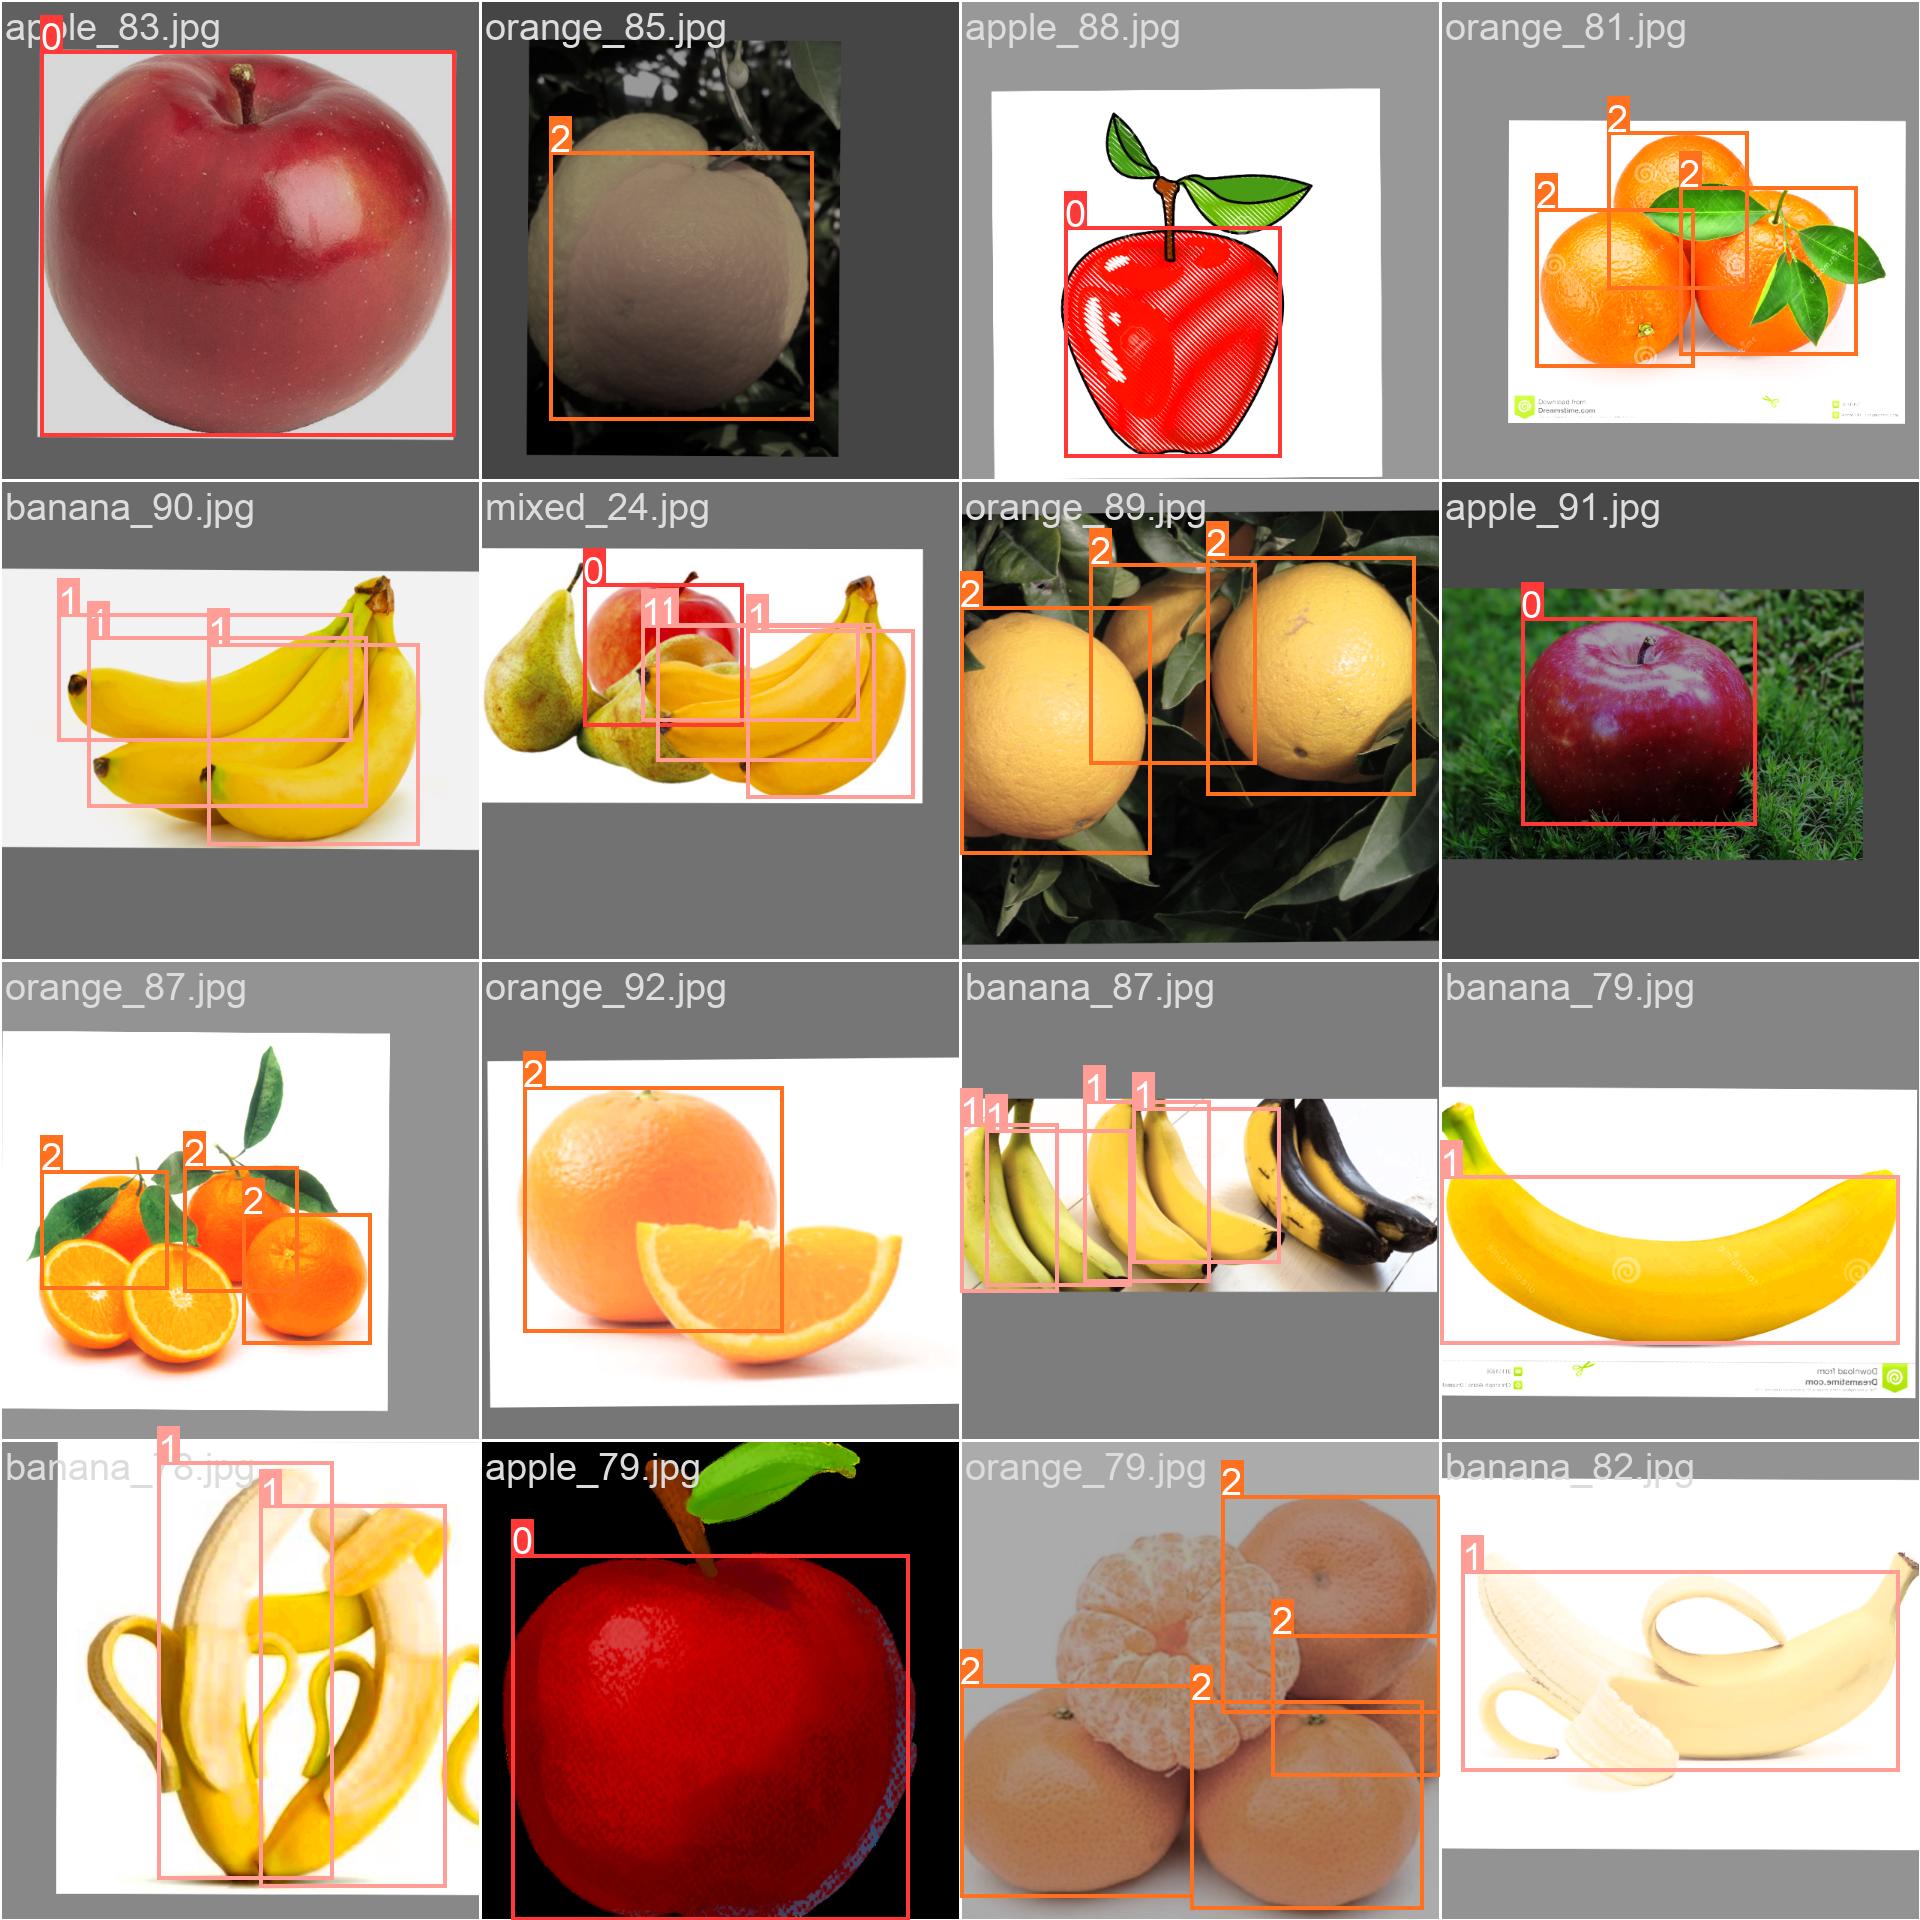 apple_83.jpg
0
orange_85.jpg
2
apple_88.jpg
0
orange_81.jpg
2
2
2
Download from
Dreamstime.com
banana_90.jpg
1
1
1
mixed_24.jpg
0
11
1
orange_89.jpg
2
2
2
apple_91.jpg
0
orange_87.jpg
2
2
2
orange_92.jpg
2
banana_87.jpg
1
1
1
1
banana_79.jpg
1
Download from
Dreamstime.com
banana_78.jpg
1
1
apple_79.jpg
0
orange_79.jpg
2
2
2
2
banana_82.jpg
1